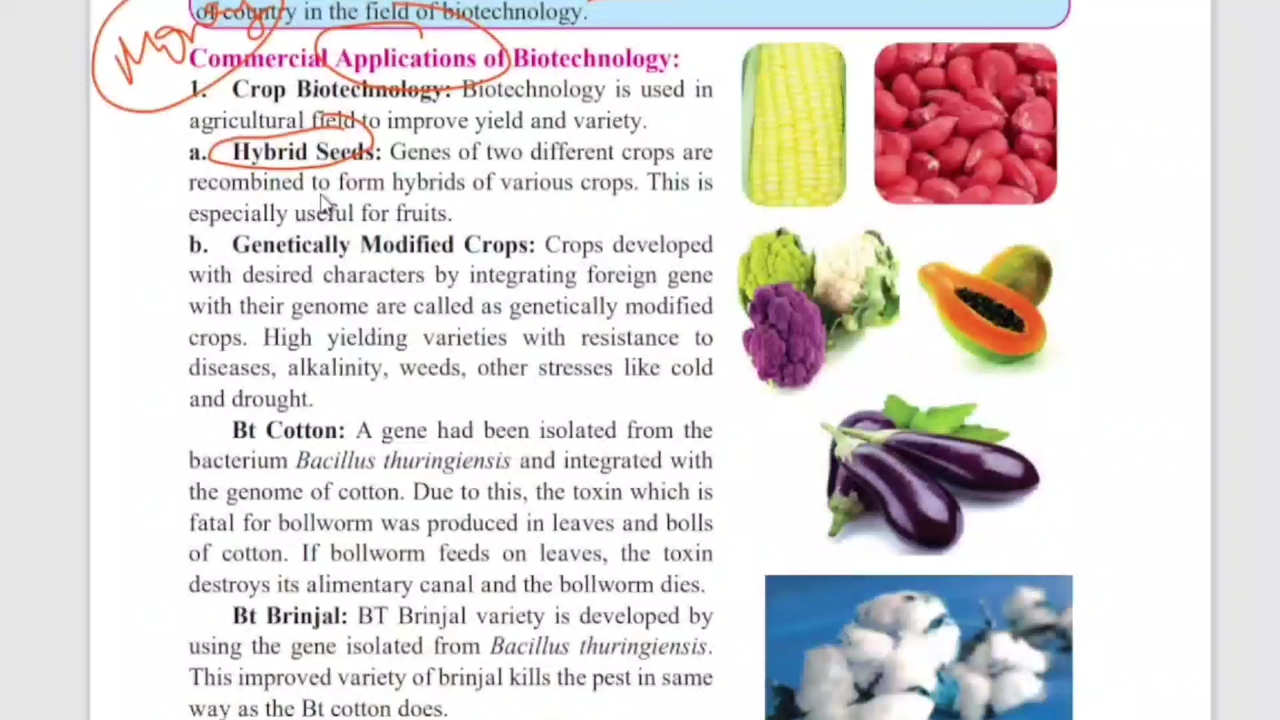 of country in the field of biotechnology.
Money
Commercial Applications of Biotechnology:
1. Crop Biotechnology: Biotechnology is used in
agricultural field to improve yield and variety.
a. Hybrid Seeds: Genes of two different crops are
recombined to form hybrids of various crops. This is
especially useful for fruits.
b. Genetically Modified Crops: Crops developed
with desired characters by integrating foreign gene
with their genome are called as genetically modified
crops. High yielding varieties with resistance to
diseases, alkalinity, weeds, other stresses like cold
and drought.
Bt Cotton: A gene had been isolated from the
bacterium Bacillus thuringiensis and integrated with
the genome of cotton. Due to this, the toxin which is
fatal for bollworm was produced in leaves and bolls
of cotton. If bollworm feeds on leaves, the toxin
destroys its alimentary canal and the bollworm dies.
Bt Brinjal: BT Brinjal variety is developed by
using the gene isolated from Bacillus thuringiensis.
This improved variety of brinjal kills the pest in same
way as the Bt cotton does.